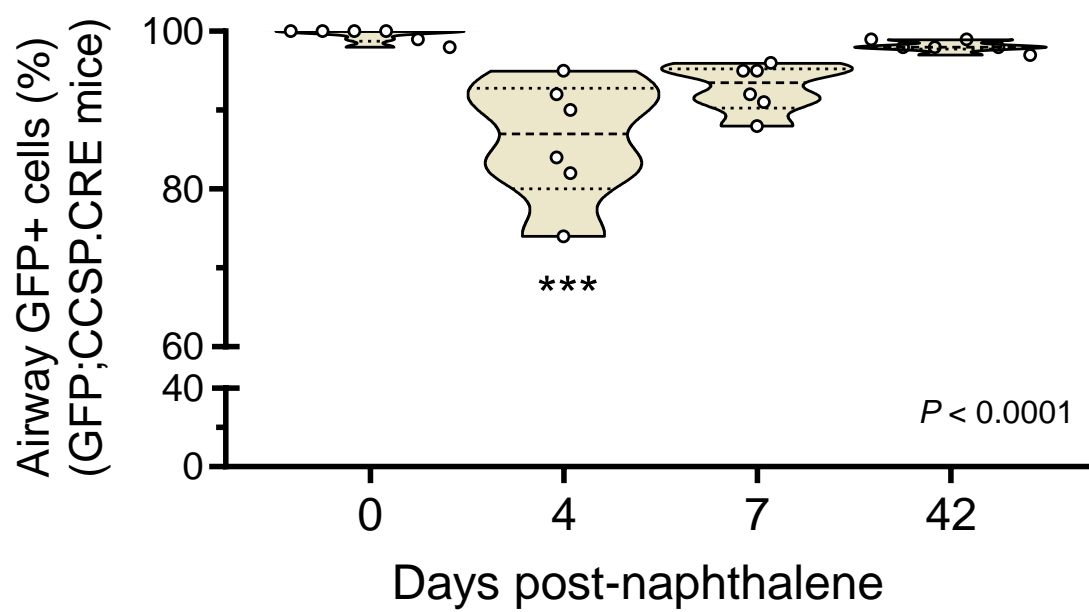 Airway GFP+ cells (%)
(GFP;CCSP.CRE mice)
100
80
60
40
0
***
P < 0.0001
0 4 7 42
Days post-naphthalene